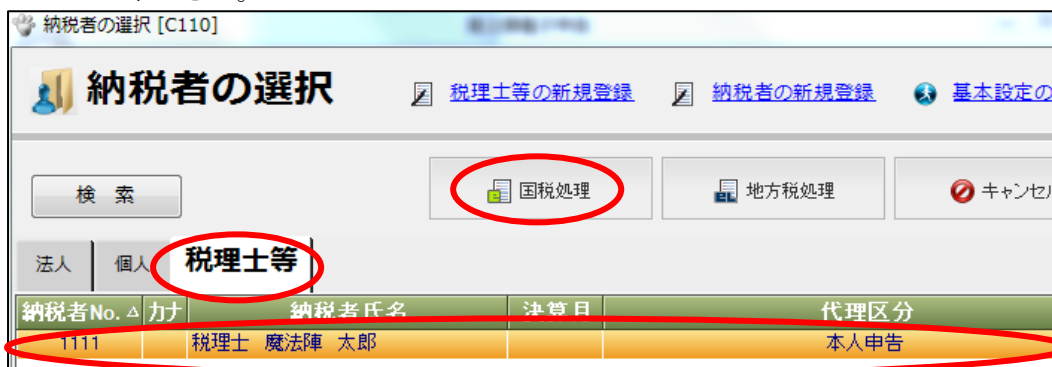 納税者の選択 [C110]
納税者の選択 税理士等の新規登録 納税者の新規登録 基本設定の
検 索 国税処理 地方税処理 キャンセル
法人 個人 税理士等
納税者No. カナ 納税者氏名 決算月 代理区分
1111 税理士 魔法陣 太郎 本人申告